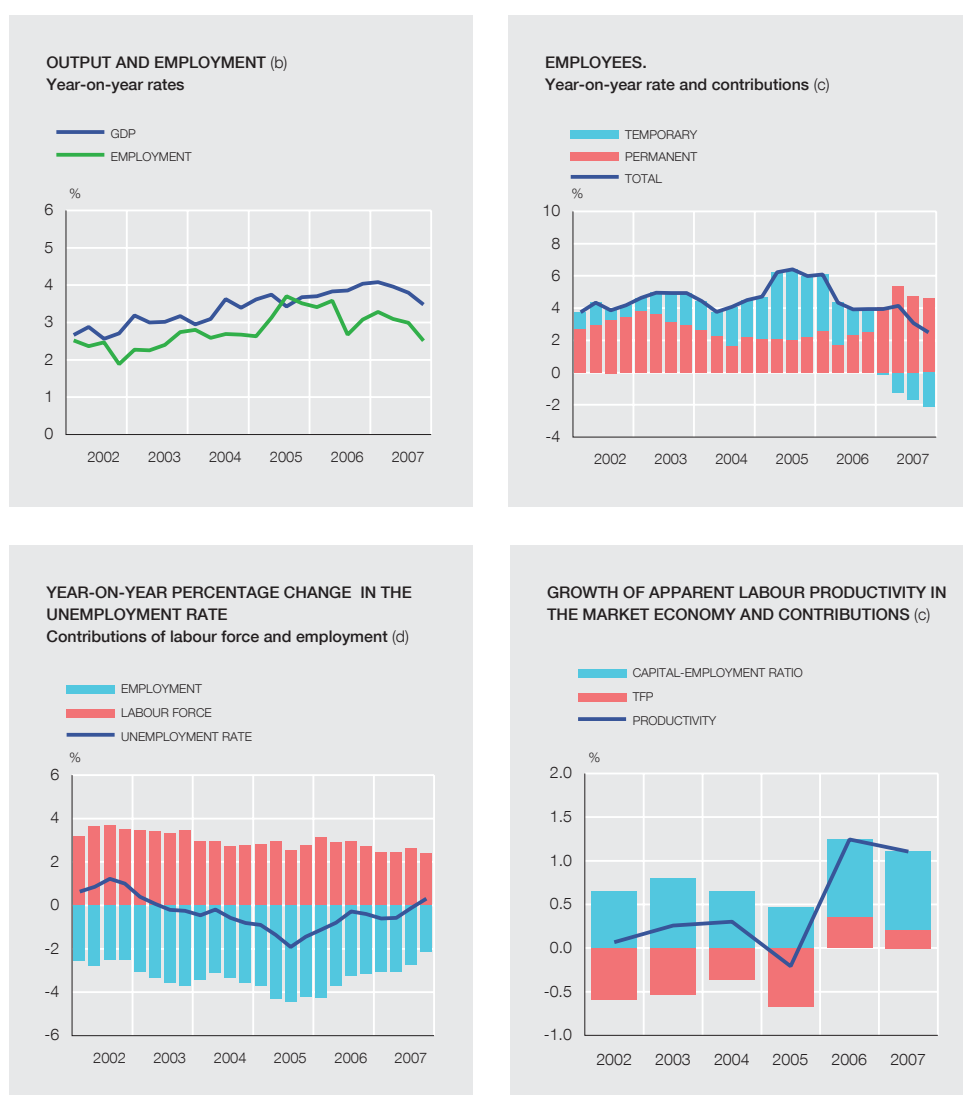 OUTPUT AND EMPLOYMENT (b)
Year-on-year rates
GDP
EMPLOYMENT
%
6
5
4
3
2
1
0
2002 2003 2004 2005 2006 2007
EMPLOYEES.
Year-on-year rate and contributions (c)
TEMPORARY
PERMANENT
TOTAL
%
10
8
6
4
2
0
-2
-4
2002 2003 2004 2005 2006 2007
YEAR-ON-YEAR PERCENTAGE CHANGE IN THE
UNEMPLOYMENT RATE
Contributions of labour force and employment (d)
EMPLOYMENT
LABOUR FORCE
UNEMPLOYMENT RATE
%
6
4
2
0
-2
-4
-6
2002 2003 2004 2005 2006 2007
GROWTH OF APPARENT LABOUR PRODUCTIVITY IN
THE MARKET ECONOMY AND CONTRIBUTIONS (c)
CAPITAL-EMPLOYMENT RATIO
TFP
PRODUCTIVITY
%
2.0
1.5
1.0
0.5
0.0
-0.5
-1.0
2002 2003 2004 2005 2006 2007